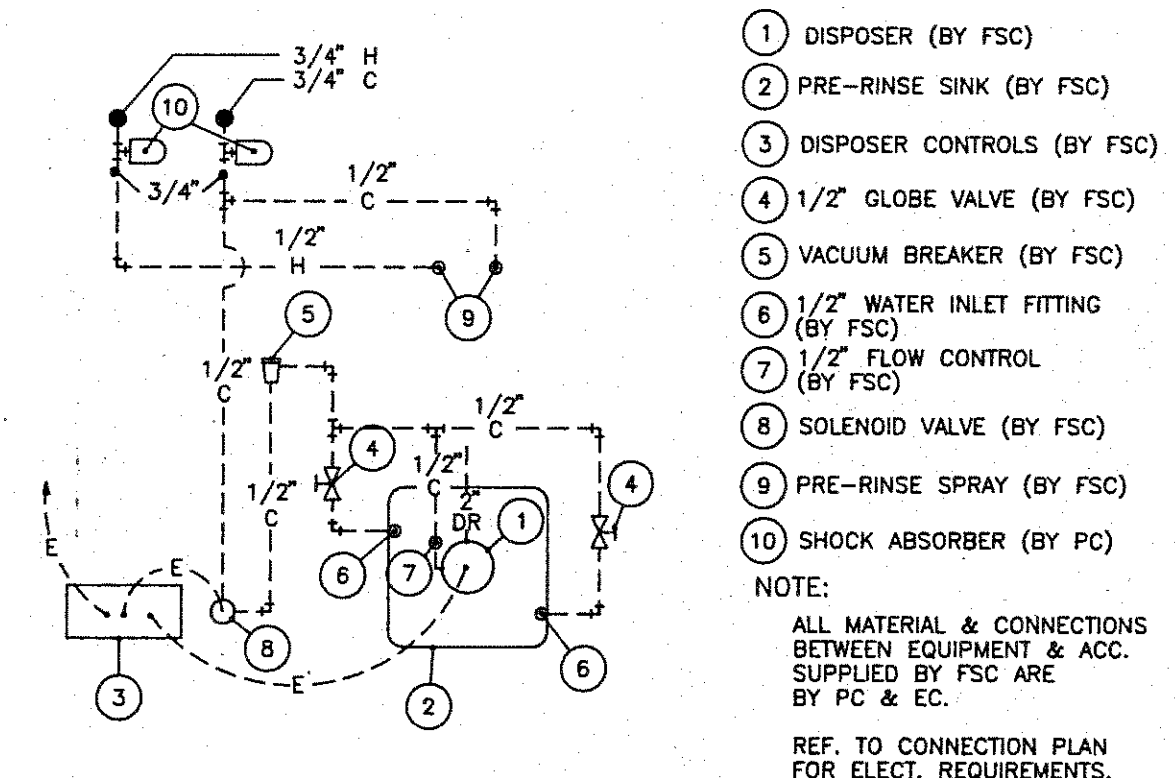 3/4" H
3/4" C
10
3/4"
1/2"
C
1/2"
H
9
5
1/2"
C
1/2"
C
4
1/2"
C
4
1/2"
C
2"
DR
1
6
7
E
E
8
E
3
2
6
1 DISPOSER (BY FSC)
2 PRE-RINSE SINK (BY FSC)
3 DISPOSER CONTROLS (BY FSC)
4 1/2" GLOBE VALVE (BY FSC)
5 VACUUM BREAKER (BY FSC)
6 1/2" WATER INLET FITTING
(BY FSC)
7 1/2" FLOW CONTROL
(BY FSC)
8 SOLENOID VALVE (BY FSC)
9 PRE-RINSE SPRAY (BY FSC)
10 SHOCK ABSORBER (BY PC)
NOTE:
ALL MATERIAL & CONNECTIONS
BETWEEN EQUIPMENT & ACC.
SUPPLIED BY FSC ARE
BY PC & EC.
REF. TO CONNECTION PLAN
FOR ELECT. REQUIREMENTS.